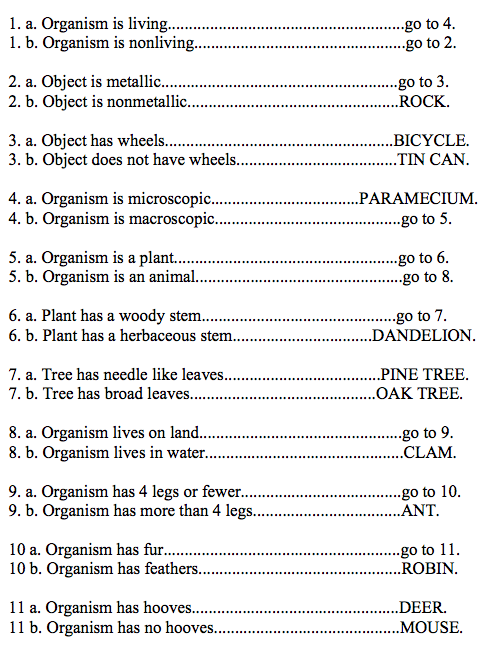 1. a. Organism is living............................................................go to 4.
1. b. Organism is nonliving.....................................................go to 2.
2. a. Object is metallic............................................................go to 3.
2. b. Object is nonmetallic.....................................................ROCK.
3. a. Object has wheels.........................................................BICYCLE.
3. b. Object does not have wheels........................................TIN CAN.
4. a. Organism is microscopic....................................PARAMECIUM.
4. b. Organism is macroscopic...............................................go to 5.
5. a. Organism is a plant.........................................................go to 6.
5. b. Organism is an animal....................................................go to 8.
6. a. Plant has a woody stem.................................................go to 7.
6. b. Plant has a herbaceous stem...................................DANDELION.
7. a. Tree has needle like leaves.......................................PINE TREE.
7. b. Tree has broad leaves..............................................OAK TREE.
8. a. Organism lives on land...................................................go to 9.
8. b. Organism lives in water..................................................CLAM.
9. a. Organism has 4 legs or fewer........................................go to 10.
9. b. Organism has more than 4 legs.....................................ANT.
10 a. Organism has fur...........................................................go to 11.
10 b. Organism has feathers...................................................ROBIN.
11 a. Organism has hooves....................................................DEER.
11 b. Organism has no hooves...............................................MOUSE.